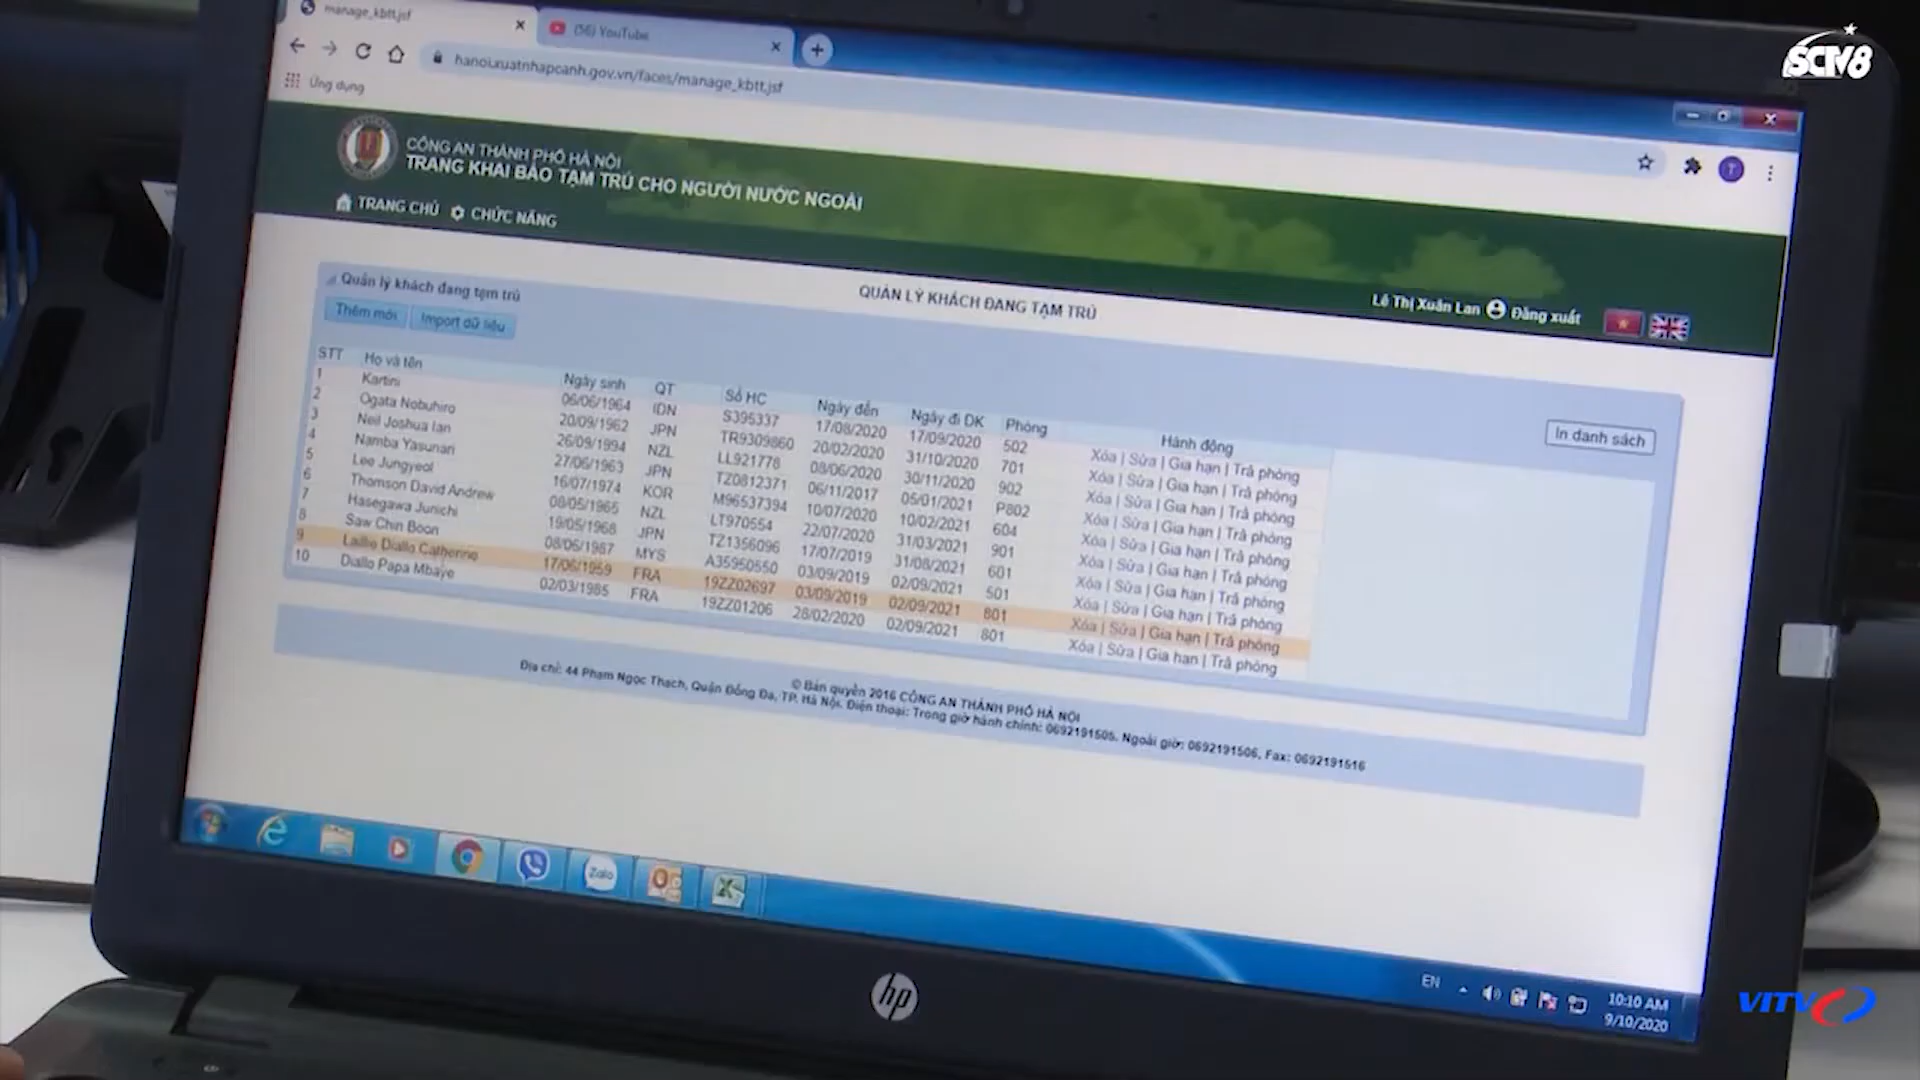 SCTV8
manage_kbtt.jsf
(56) YouTube
hanoi.xuatnhapcanh.gov.vn/faces/manage_kbtt.jsf
Ứng dụng
CÔNG AN THÀNH PHỐ HÀ NỘI
TRANG KHAI BÁO TẠM TRÚ CHO NGƯỜI NƯỚC NGOÀI
TRANG CHỦ CHỨC NĂNG
Lê Thị Xuân Lan Đăng xuất
QUẢN LÝ KHÁCH ĐANG TẠM TRÚ
Quản lý khách đang tạm trú
Thêm mới Import dữ liệu
In danh sách
STT Họ và tên Ngày sinh QT Số HC Ngày đến Ngày đi DK Phòng Hành động
1 Kartini 06/06/1964 IDN S395337 17/08/2020 17/09/2020 502 Xóa | Sửa | Gia hạn | Trả phòng
2 Ogata Nobuhiro 20/09/1962 JPN TR9309860 20/02/2020 31/10/2020 701 Xóa | Sửa | Gia hạn | Trả phòng
3 Neil Joshua Ian 26/09/1994 NZL LL921778 08/06/2020 30/11/2020 902 Xóa | Sửa | Gia hạn | Trả phòng
4 Namba Yasunari 27/06/1963 JPN TZ0812371 06/11/2017 05/01/2021 P802 Xóa | Sửa | Gia hạn | Trả phòng
5 Lee Jungyeol 16/07/1974 KOR M96537394 10/07/2020 10/02/2021 604 Xóa | Sửa | Gia hạn | Trả phòng
6 Thomson David Andrew 08/05/1965 NZL LT970554 22/07/2020 31/03/2021 901 Xóa | Sửa | Gia hạn | Trả phòng
7 Hasegawa Junichi 19/05/1968 JPN TZ1356096 17/07/2019 31/08/2021 601 Xóa | Sửa | Gia hạn | Trả phòng
8 Saw Chin Boon 08/06/1987 MYS A35950550 03/09/2019 02/09/2021 501 Xóa | Sửa | Gia hạn | Trả phòng
9 Laillie Diallo Catherine 17/06/1959 FRA 19ZZ02697 03/09/2019 02/09/2021 801 Xóa | Sửa | Gia hạn | Trả phòng
10 Diallo Papa Mbaye 02/03/1985 FRA 19ZZ01206 28/02/2020 02/09/2021 801 Xóa | Sửa | Gia hạn | Trả phòng
© Bản quyền 2016 CÔNG AN THÀNH PHỐ HÀ NỘI
Địa chỉ: 44 Phạm Ngọc Thạch, Quận Đống Đa, TP. Hà Nội. Điện thoại: Trong giờ hành chính: 0692191505. Ngoài giờ: 0692191506, Fax: 0692191516
Zalo
EN
10:10 AM
9/10/2020
hp
VITV